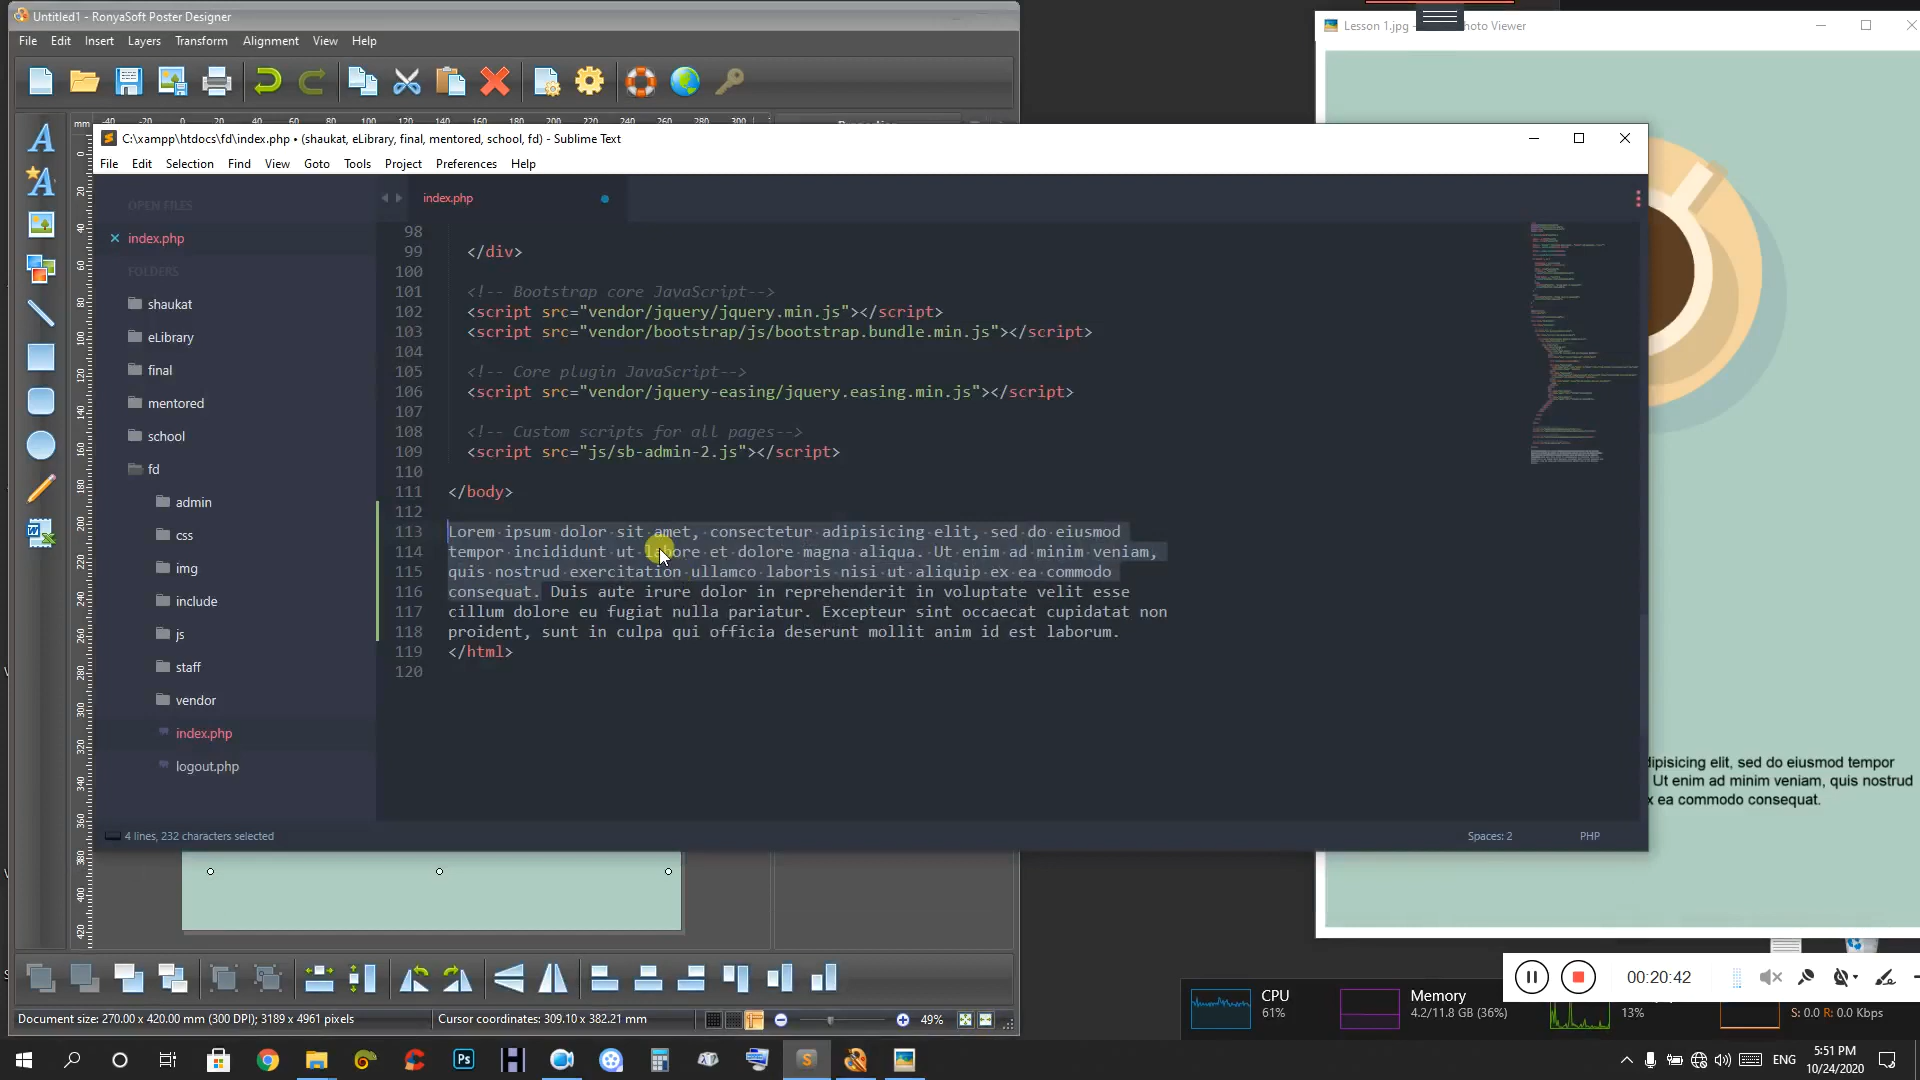 Untitled1 - RonyaSoft Poster Designer
File Edit Insert Layers Transform Alignment View Help
Lesson 1.jpg - hoto Viewer
mm
C:\xampp\htdocs\fd\index.php • (shaukat, eLibrary, final, mentored, school, fd) - Sublime Text
File Edit Selection Find View Goto Tools Project Preferences Help
OPEN FILES
index.php
FOLDERS
shaukat
eLibrary
final
mentored
school
fd
admin
css
img
include
js
staff
vendor
index.php
logout.php
index.php
98
99 </div>
100
101 <!-- Bootstrap core JavaScript-->
102 <script src="vendor/jquery/jquery.min.js"></script>
103 <script src="vendor/bootstrap/js/bootstrap.bundle.min.js"></script>
104
105 <!-- Core plugin JavaScript-->
106 <script src="vendor/jquery-easing/jquery.easing.min.js"></script>
107
108 <!-- Custom scripts for all pages-->
109 <script src="js/sb-admin-2.js"></script>
110
111 </body>
112
113 Lorem ipsum dolor sit amet, consectetur adipisicing elit, sed do eiusmod
114 tempor incididunt ut labore et dolore magna aliqua. Ut enim ad minim veniam,
115 quis nostrud exercitation ullamco laboris nisi ut aliquip ex ea commodo
116 consequat. Duis aute irure dolor in reprehenderit in voluptate velit esse
117 cillum dolore eu fugiat nulla pariatur. Excepteur sint occaecat cupidatat non
118 proident, sunt in culpa qui officia deserunt mollit anim id est laborum.
119 </html>
120
4 lines, 232 characters selected
Spaces: 2 PHP
dipisicing elit, sed do eiusmod tempor
Ut enim ad minim veniam, quis nostrud
x ea commodo consequat.
00:20:42
CPU
61%
Memory
4.2/11.8 GB (36%)
13%
S: 0.0 R: 0.0 Kbps
Document size: 270.00 x 420.00 mm (300 DPI); 3189 x 4961 pixels
Cursor coordinates: 309.10 x 382.21 mm
49%
ENG
5:51 PM
10/24/2020